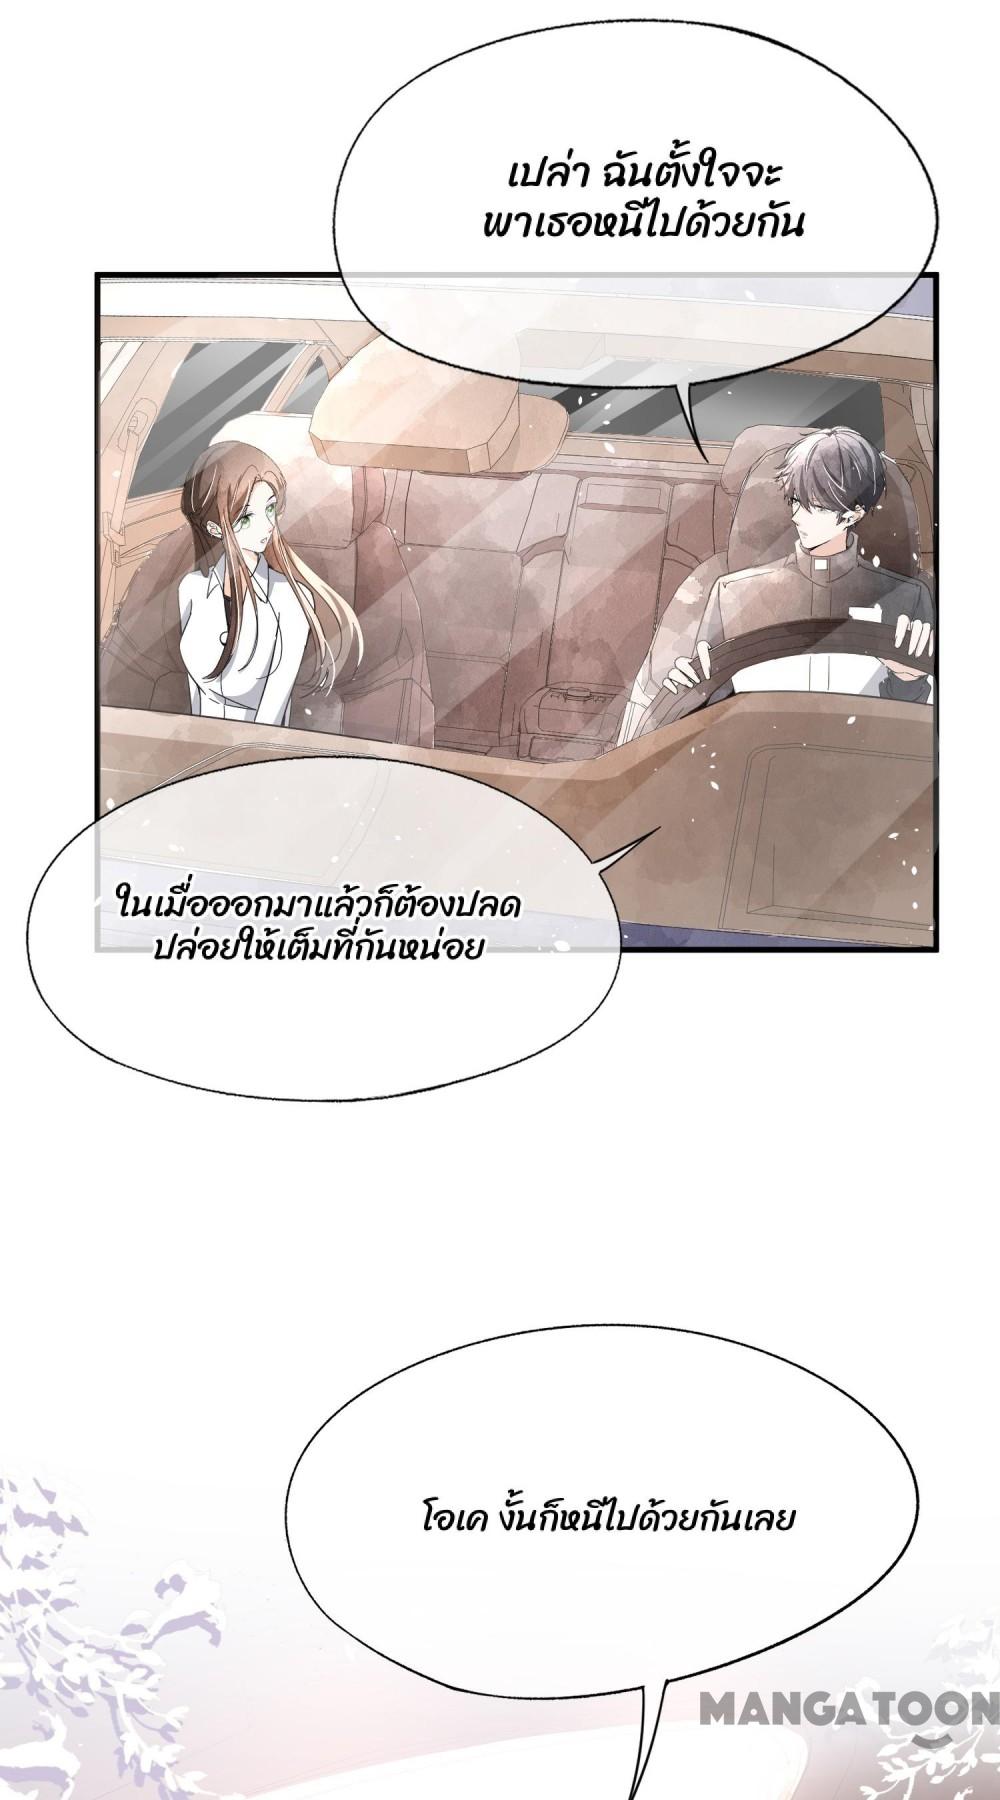 เปล่า ฉันตั้งใจจะ
พาเธอหนีไปด้วยกัน
ในเมื่อออกมาแล้วก็ต้องปลด
ปล่อยให้เต็มที่กันหน่อย
โอเค งั้นก็หนีไปด้วยกันเลย
MANGATOON